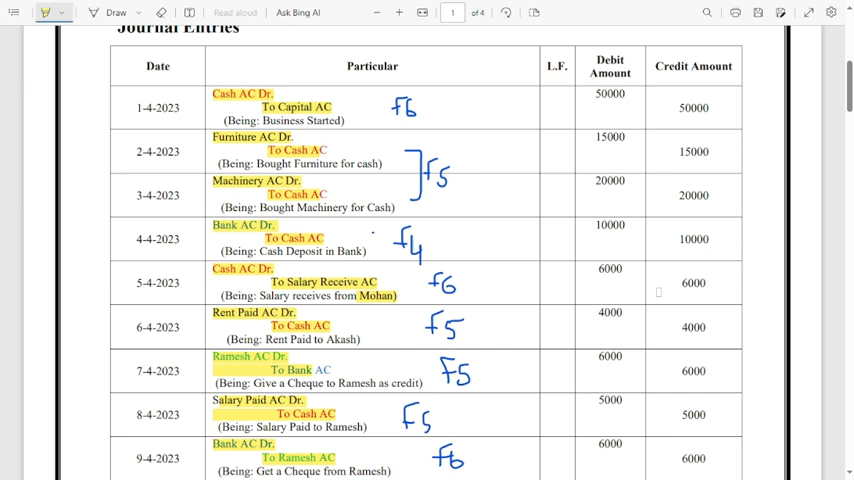 Draw
Read aloud
Ask Bing AI
1
of 4
Journal Entries
Date Particular L.F. Debit Amount Credit Amount
Cash AC Dr. 50000
1-4-2023 To Capital AC f6 50000
(Being: Business Started)
Furniture AC Dr. 15000
2-4-2023 To Cash AC 15000
(Being: Bought Furniture for cash) f5
Machinery AC Dr. 20000
3-4-2023 To Cash AC 20000
(Being: Bought Machinery for Cash)
Bank AC Dr. 10000
4-4-2023 To Cash AC f4 10000
(Being: Cash Deposit in Bank)
Cash AC Dr. 6000
5-4-2023 To Salary Receive AC f6 6000
(Being: Salary receives from Mohan)
Rent Paid AC Dr. 4000
6-4-2023 To Cash AC f5 4000
(Being: Rent Paid to Akash)
Ramesh AC Dr. 6000
7-4-2023 To Bank AC f5 6000
(Being: Give a Cheque to Ramesh as credit)
Salary Paid AC Dr. 5000
8-4-2023 To Cash AC f5 5000
(Being: Salary Paid to Ramesh)
Bank AC Dr. 6000
9-4-2023 To Ramesh AC f6 6000
(Being: Get a Cheque from Ramesh)